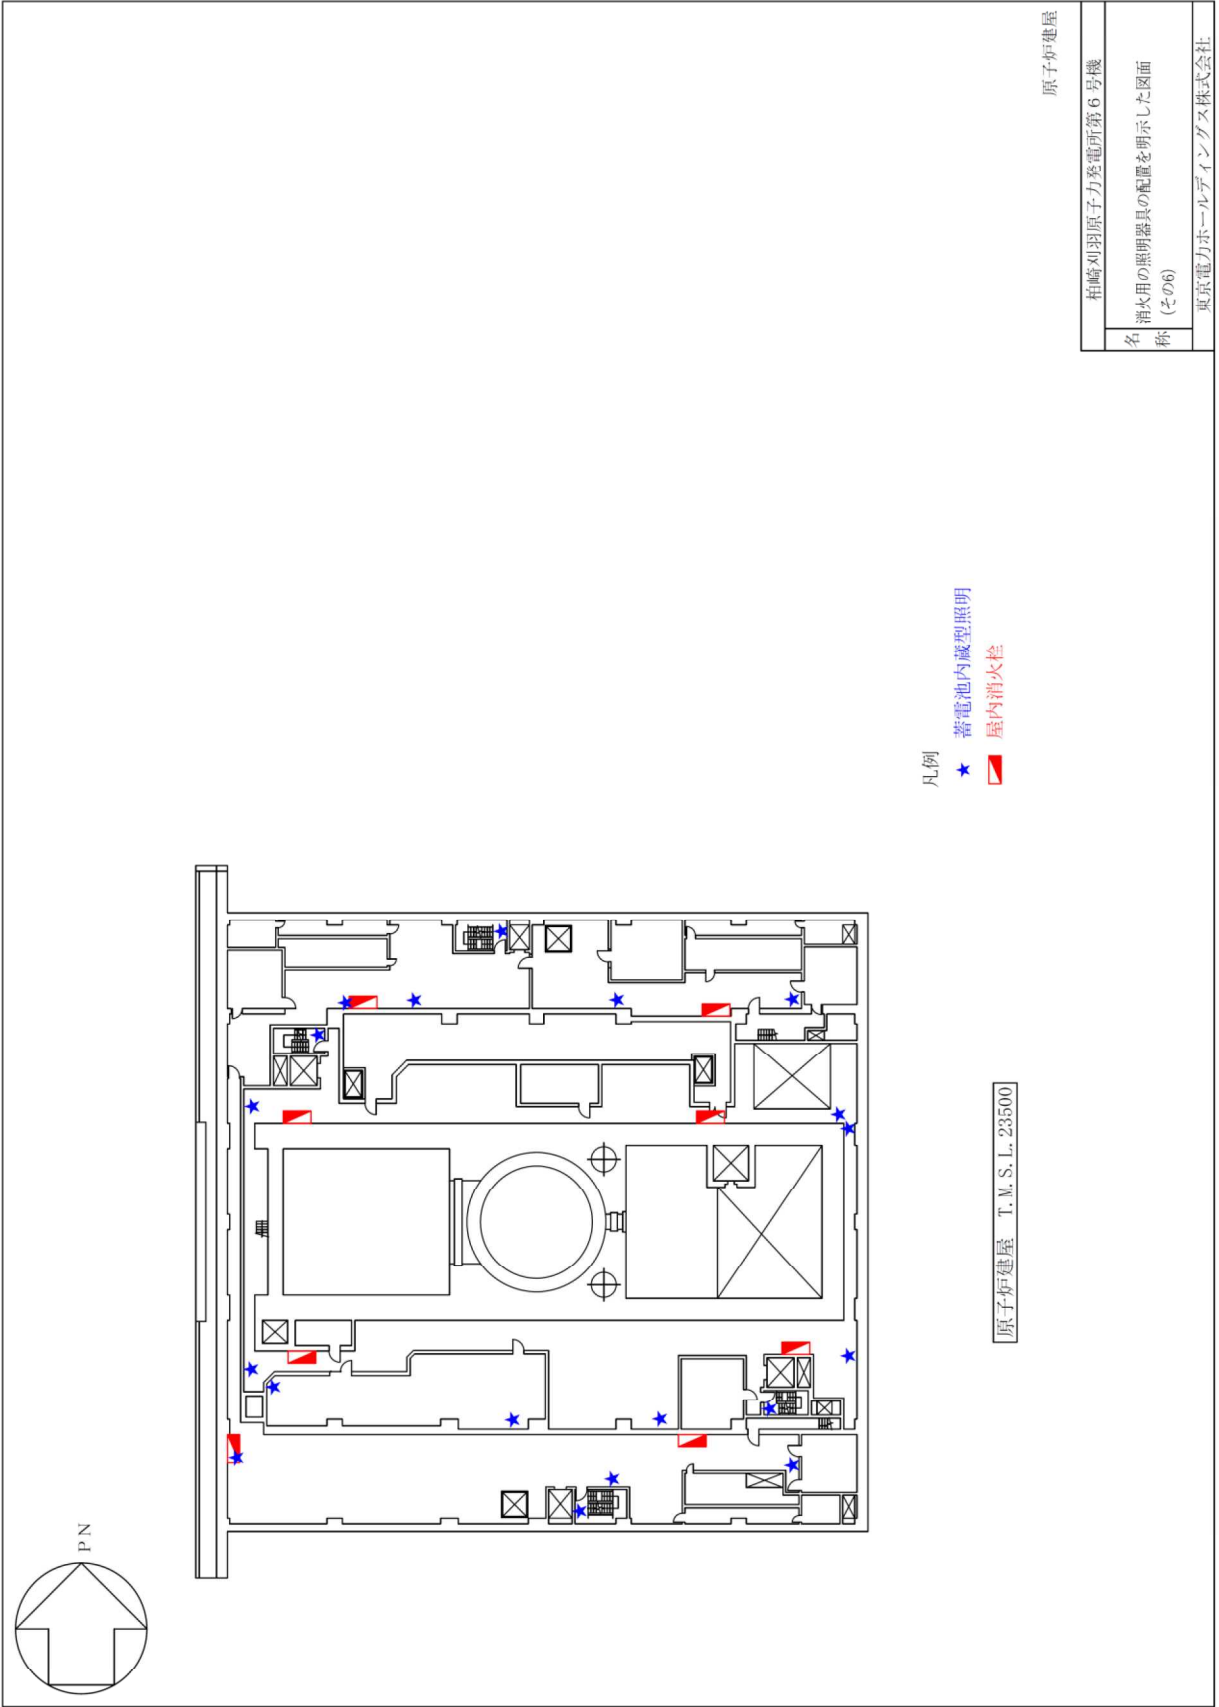 PN
原子炉建屋 T.M.S.L. 23500
凡例
蓄電池内蔵型照明
屋内消火栓
原子炉建屋
柏崎刈羽原子力発電所第6号機
名称
消火用の照明器具の配置を明示した図面
(その6)
東京電力ホールディングス株式会社